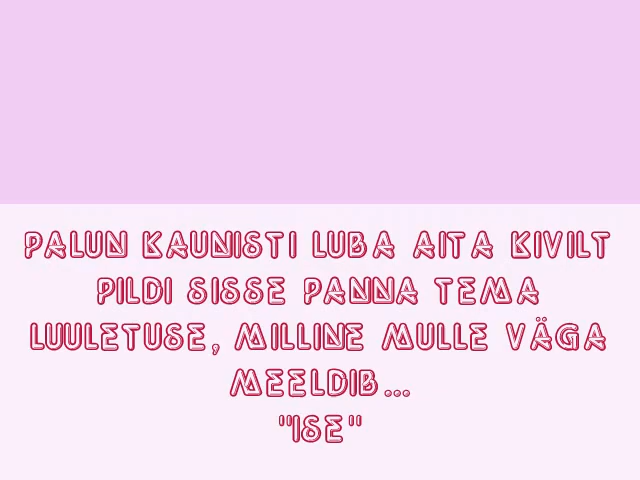 PALUN KAUNISTI LUBA AITA KIVILT
PILDI SISSE PANNA TEMA
LUULETUSE, MILLINE MULLE VÄGA
MEELDIB...
"ISE"